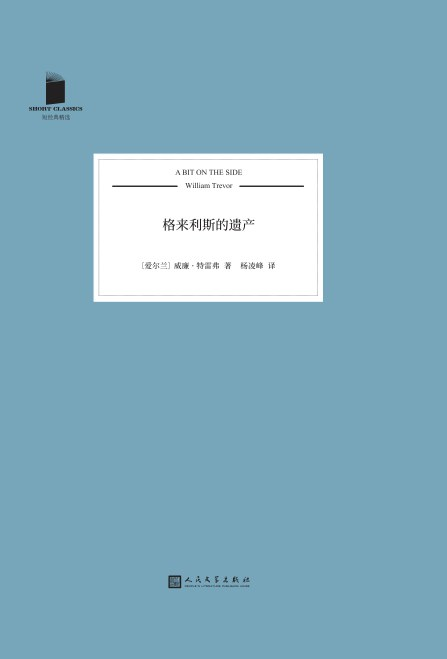 SHORT CLASSICS
短经典精选
A BIT ON THE SIDE
William Trevor
格来利斯的遗产
［爱尔兰］威廉·特雷弗 著 杨凌峰 译
人民文学出版社